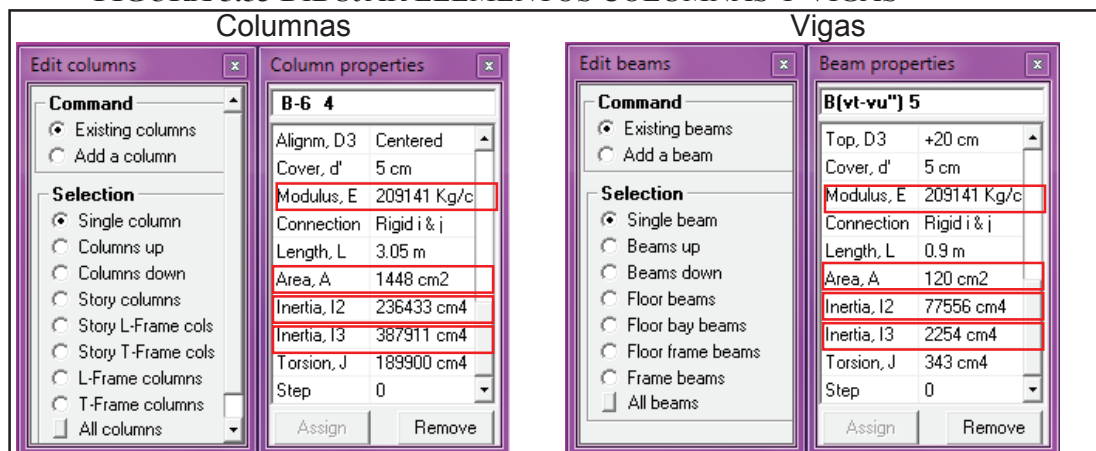 Columnas
Edit columns
x
Command
Existing columns
Add a column
Selection
Single column
Columns up
Columns down
Story columns
Story L-Frame cols
Story T-Frame cols
L-Frame columns
T-Frame columns
All columns
Column properties
x
B-6 4
Alignm, D3 Centered
Cover, d' 5 cm
Modulus, E 209141 Kg/c
Connection Rigid i & j
Length, L 3.05 m
Area, A 1448 cm2
Inertia, I2 236433 cm4
Inertia, I3 387911 cm4
Torsion, J 189900 cm4
Step 0
Assign Remove
Vigas
Edit beams
x
Command
Existing beams
Add a beam
Selection
Single beam
Beams up
Beams down
Floor beams
Floor bay beams
Floor frame beams
Frame beams
All beams
Beam properties
x
B(vt-vu") 5
Top, D3 +20 cm
Cover, d' 5 cm
Modulus, E 209141 Kg/c
Connection Rigid i & j
Length, L 0.9 m
Area, A 120 cm2
Inertia, I2 77556 cm4
Inertia, I3 2254 cm4
Torsion, J 343 cm4
Step 0
Assign Remove